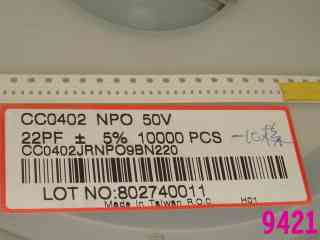 CC0402 NPO 50V
22PF ± 5% 10000 PCS
CC0402JRNPO9BN220
LOT NO:802740011
Made In Taiwan R.O.C. H01
9421